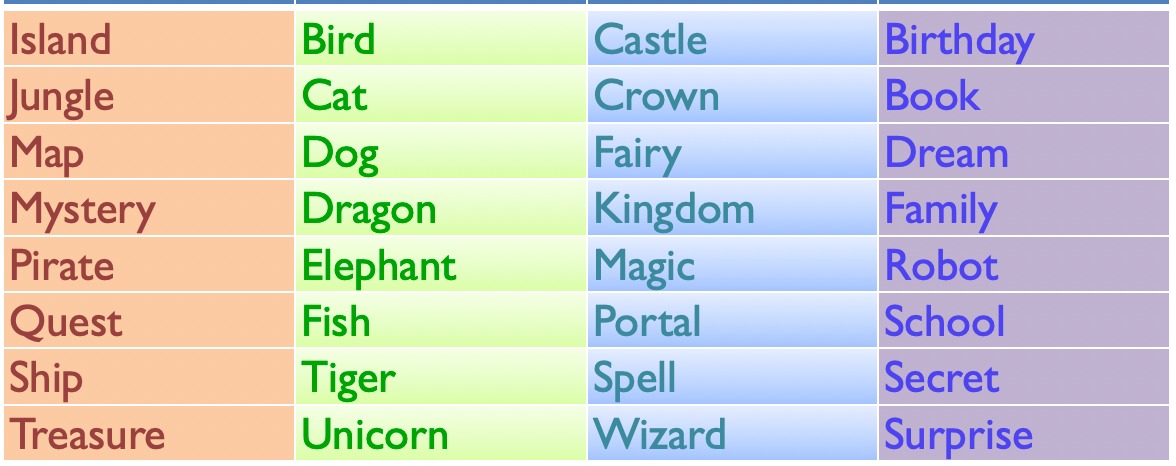 Island Bird Castle Birthday
Jungle Cat Crown Book
Map Dog Fairy Dream
Mystery Dragon Kingdom Family
Pirate Elephant Magic Robot
Quest Fish Portal School
Ship Tiger Spell Secret
Treasure Unicorn Wizard Surprise